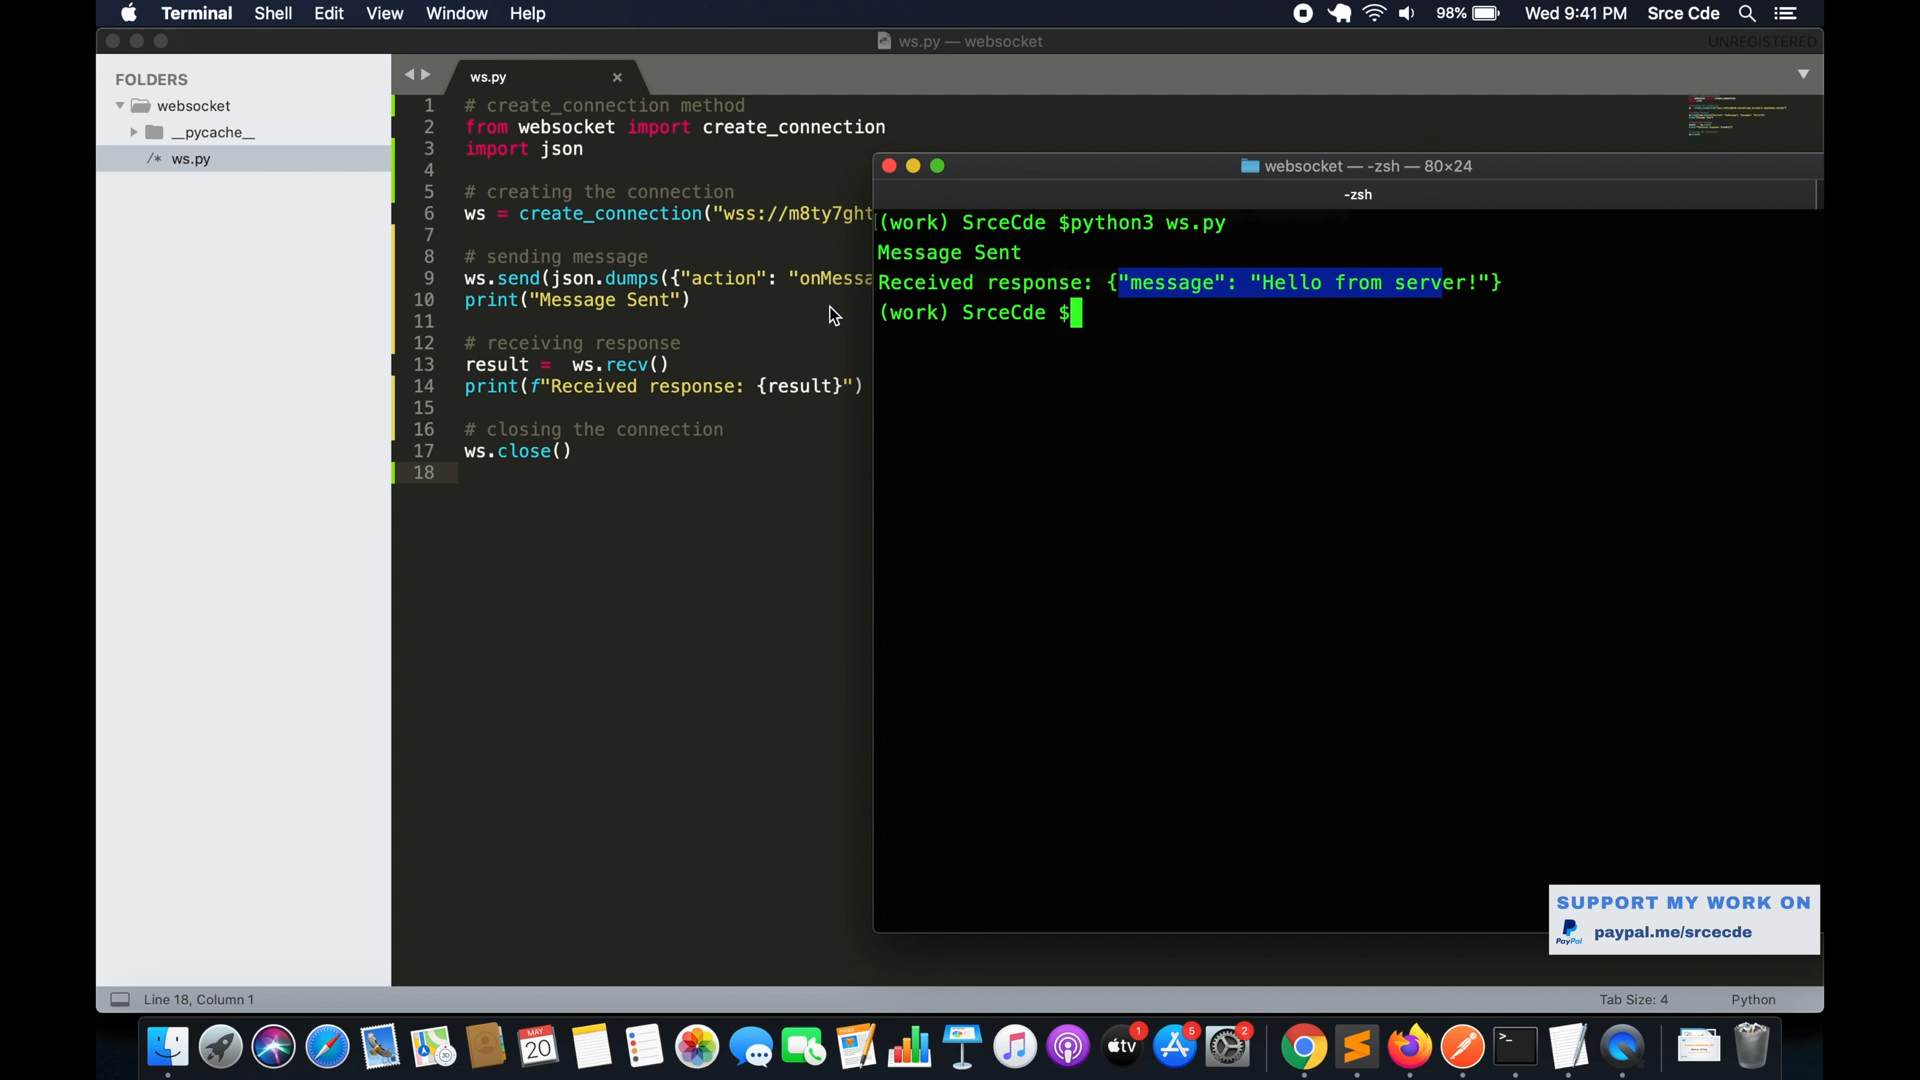 Terminal Shell Edit View Window Help 98% Wed 9:41 PM Srce Cde
ws.py — websocket UNREGISTERED
FOLDERS
websocket
__pycache__
/* ws.py
ws.py ×
1 # create_connection method
2 from websocket import create_connection
3 import json
4
5 # creating the connection
6 ws = create_connection("wss://m8ty7ght
7
8 # sending message
9 ws.send(json.dumps({"action": "onMessa
10 print("Message Sent")
11
12 # receiving response
13 result =  ws.recv()
14 print(f"Received response: {result}")
15
16 # closing the connection
17 ws.close()
18
websocket — -zsh — 80×24
-zsh
(work) SrceCde $python3 ws.py
Message Sent
Received response: {"message": "Hello from server!"}
(work) SrceCde $
SUPPORT MY WORK ON
PayPal paypal.me/srcecde
Line 18, Column 1 Tab Size: 4 Python
MAY
20
tv
1
5
2